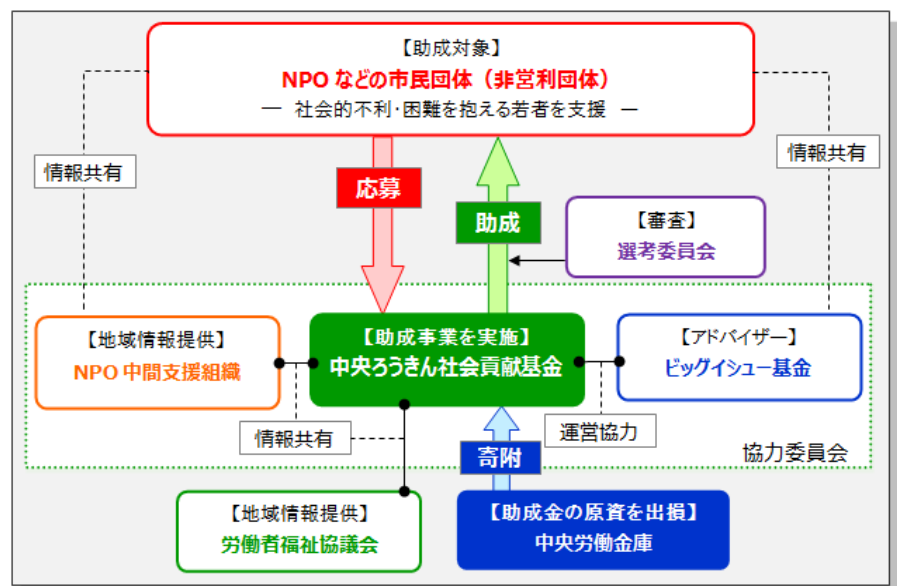 【助成対象】
NPOなどの市民団体（非営利団体）
― 社会的不利・困難を抱える若者を支援 ―
情報共有
情報共有
応募
助成
【審査】
選考委員会
【地域情報提供】
NPO中間支援組織
【助成事業を実施】
中央ろうきん社会貢献基金
【アドバイザー】
ビッグイシュー基金
情報共有
運営協力
寄附
協力委員会
【地域情報提供】
労働者福祉協議会
【助成金の原資を出損】
中央労働金庫